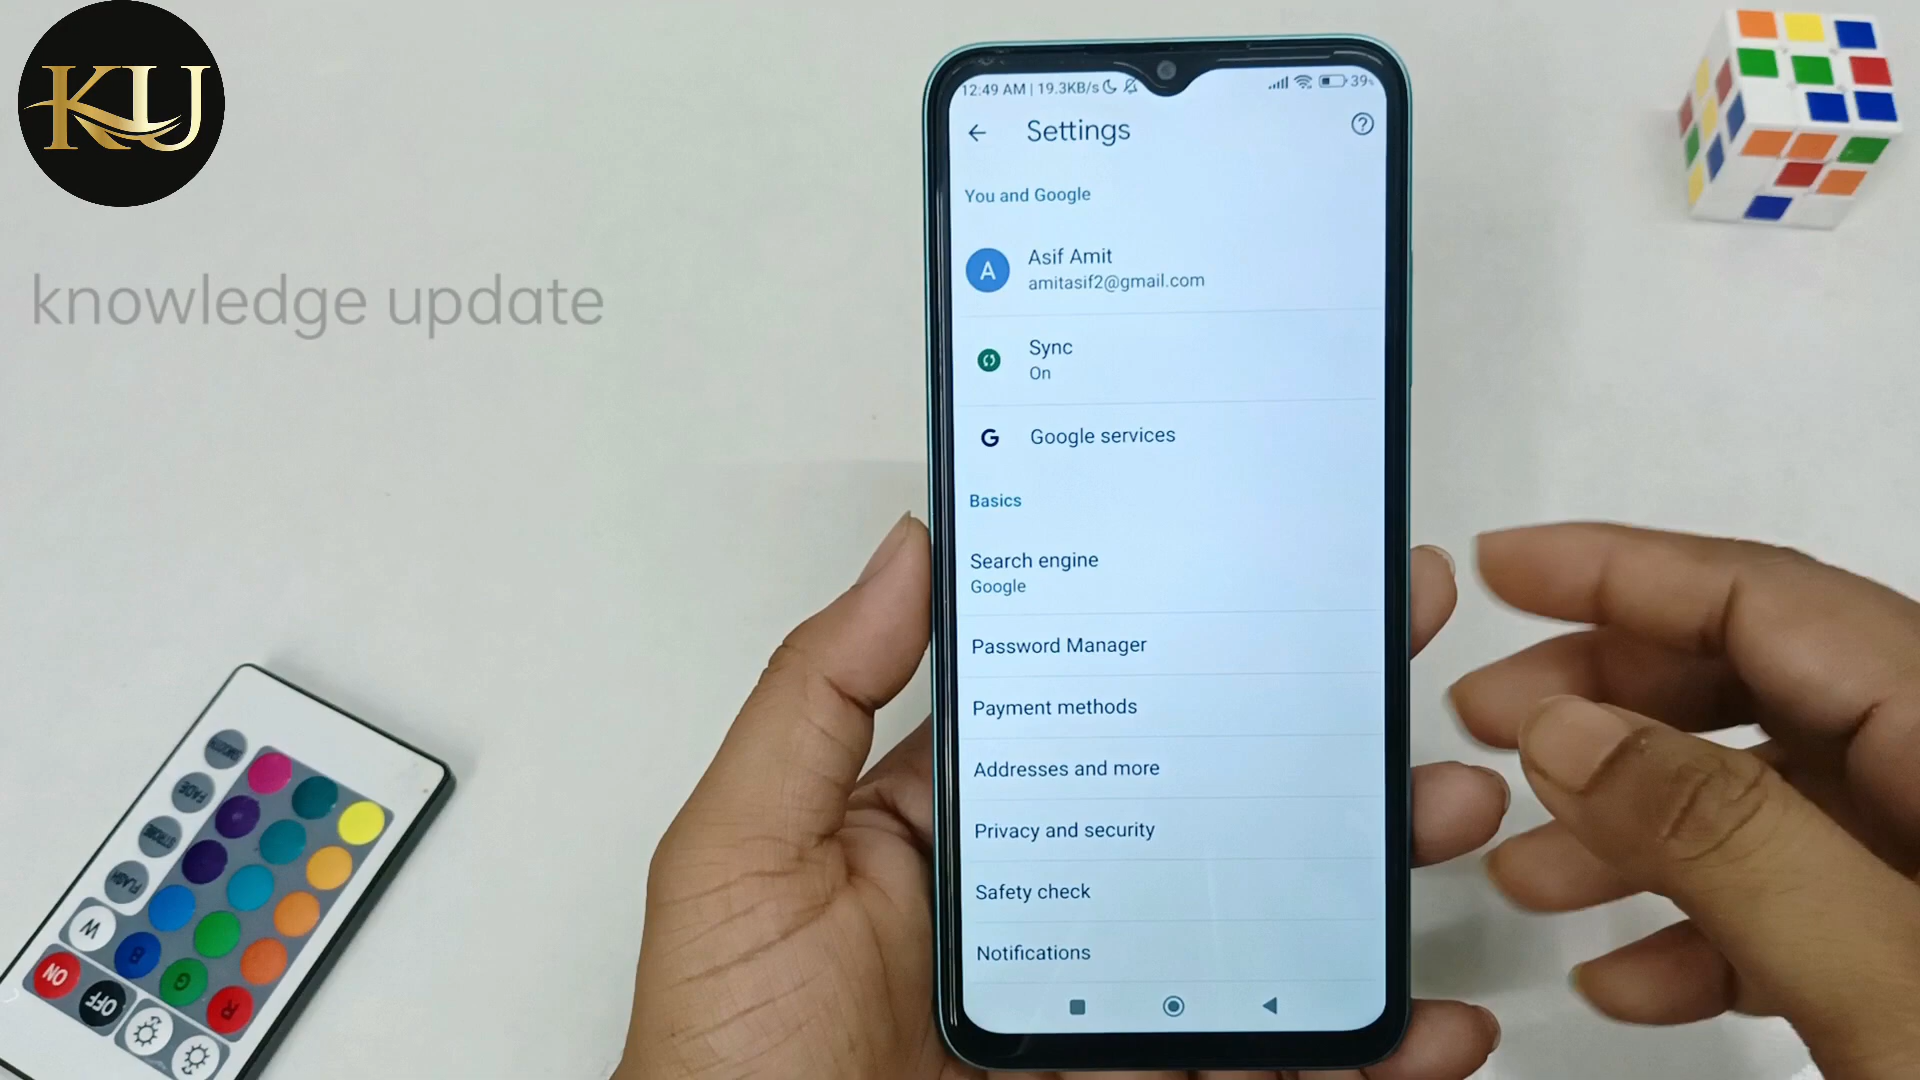 KU
knowledge update
12:49 AM | 19.3KB/s
39%
Settings
You and Google
A
Asif Amit
amitasif2@gmail.com
Sync
On
G
Google services
Basics
Search engine
Google
Password Manager
Payment methods
Addresses and more
Privacy and security
Safety check
Notifications
SMOOTH
FADE
STROBE
FLASH
W
B
G
R
ON
OFF